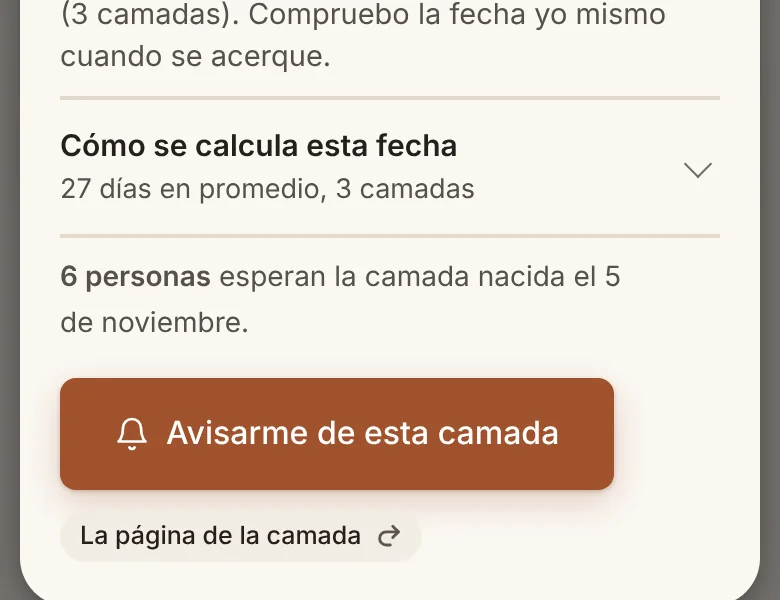 (3 camadas). Compruebo la fecha yo mismo
cuando se acerque.
Cómo se calcula esta fecha
27 días en promedio, 3 camadas
6 personas esperan la camada nacida el 5
de noviembre.
Avisarme de esta camada
La página de la camada